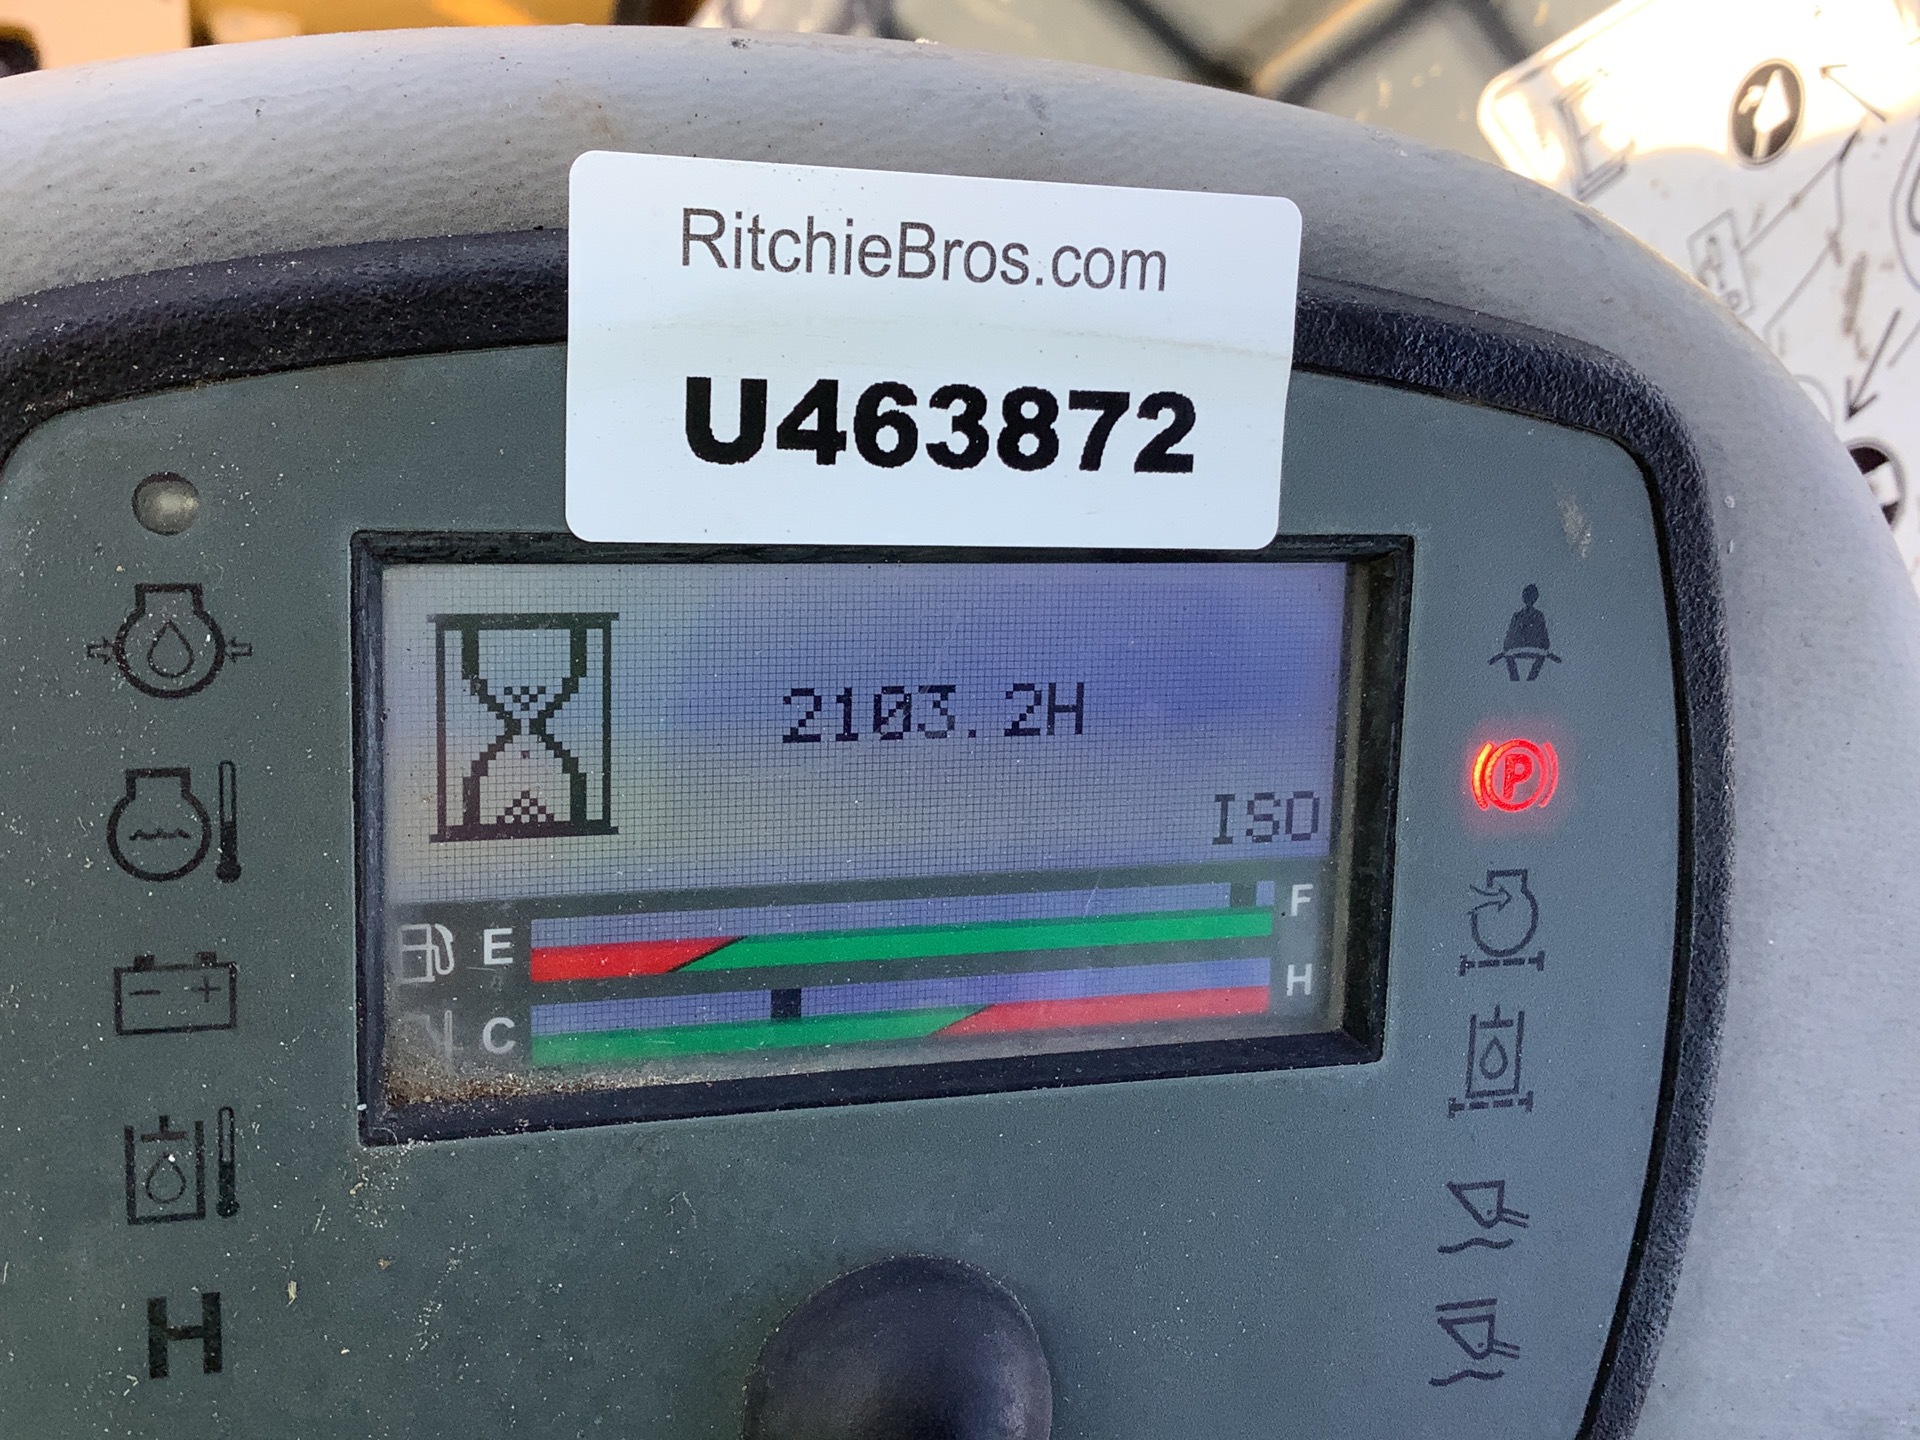 RitchieBros.com
U463872
2103.2H
ISO
E F
C H
P
H